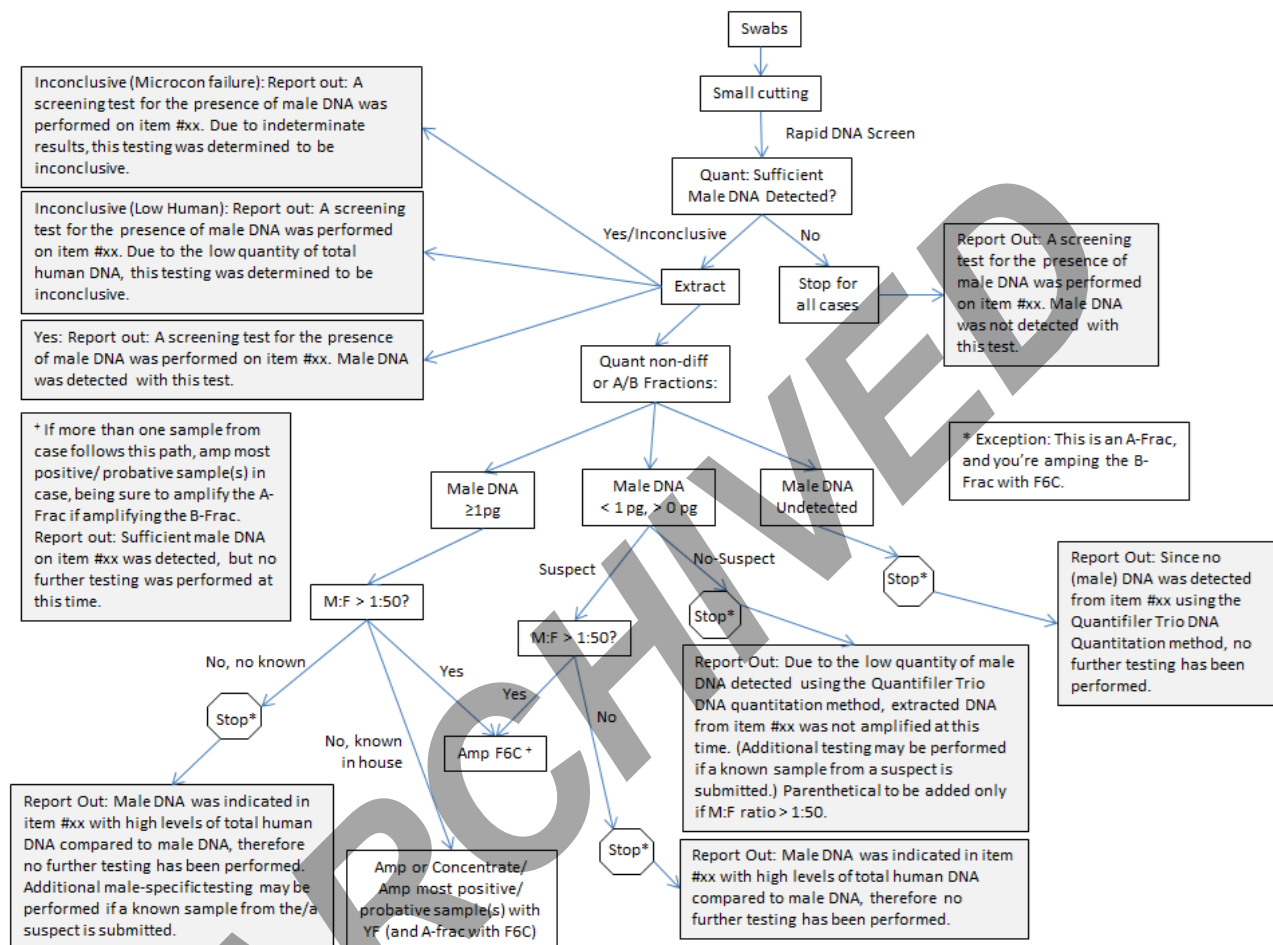 Swabs
Small cutting
Rapid DNA Screen
Quant: Sufficient
Male DNA Detected?
Yes/Inconclusive
No
Extract
Stop for
all cases
Report Out: A screening
test for the presence of
male DNA was performed
on item #xx. Male DNA
was not detected with
this test.
Inconclusive (Microcon failure): Report out: A
screening test for the presence of male DNA was
performed on item #xx. Due to indeterminate
results, this testing was determined to be
inconclusive.
Inconclusive (Low Human): Report out: A screening
test for the presence of male DNA was performed
on item #xx. Due to the low quantity of total
human DNA, this testing was determined to be
inconclusive.
Yes: Report out: A screening test for the presence
of male DNA was performed on item #xx. Male DNA
was detected with this test.
Quant non-diff
or A/B Fractions:
+ If more than one sample from
case follows this path, amp most
positive/ probative sample(s) in
case, being sure to amplify the A-
Frac if amplifying the B-Frac.
Report out: Sufficient male DNA
on item #xx was detected, but no
further testing was performed at
this time.
* Exception: This is an A-Frac,
and you're amping the B-
Frac with F6C.
Male DNA
≥1pg
Male DNA
< 1 pg, > 0 pg
Male DNA
Undetected
Suspect
No-Suspect
Stop*
Stop*
Report Out: Since no
(male) DNA was detected
from item #xx using the
Quantifiler Trio DNA
Quantitation method, no
further testing has been
performed.
M:F > 1:50?
M:F > 1:50?
No, no known
Yes
Yes
No
Stop*
No, known
in house
Amp F6C +
Report Out: Due to the low quantity of male
DNA detected using the Quantifiler Trio
DNA quantitation method, extracted DNA
from item #xx was not amplified at this
time. (Additional testing may be performed
if a known sample from a suspect is
submitted.) Parenthetical to be added only
if M:F ratio > 1:50.
Report Out: Male DNA was indicated in
item #xx with high levels of total human
DNA compared to male DNA, therefore
no further testing has been performed.
Additional male-specific testing may be
performed if a known sample from the/a
suspect is submitted.
Amp or Concentrate/
Amp most positive/
probative sample(s) with
YF (and A-frac with F6C)
Stop*
Report Out: Male DNA was indicated in item
#xx with high levels of total human DNA
compared to male DNA, therefore no
further testing has been performed.
ARCHIVED